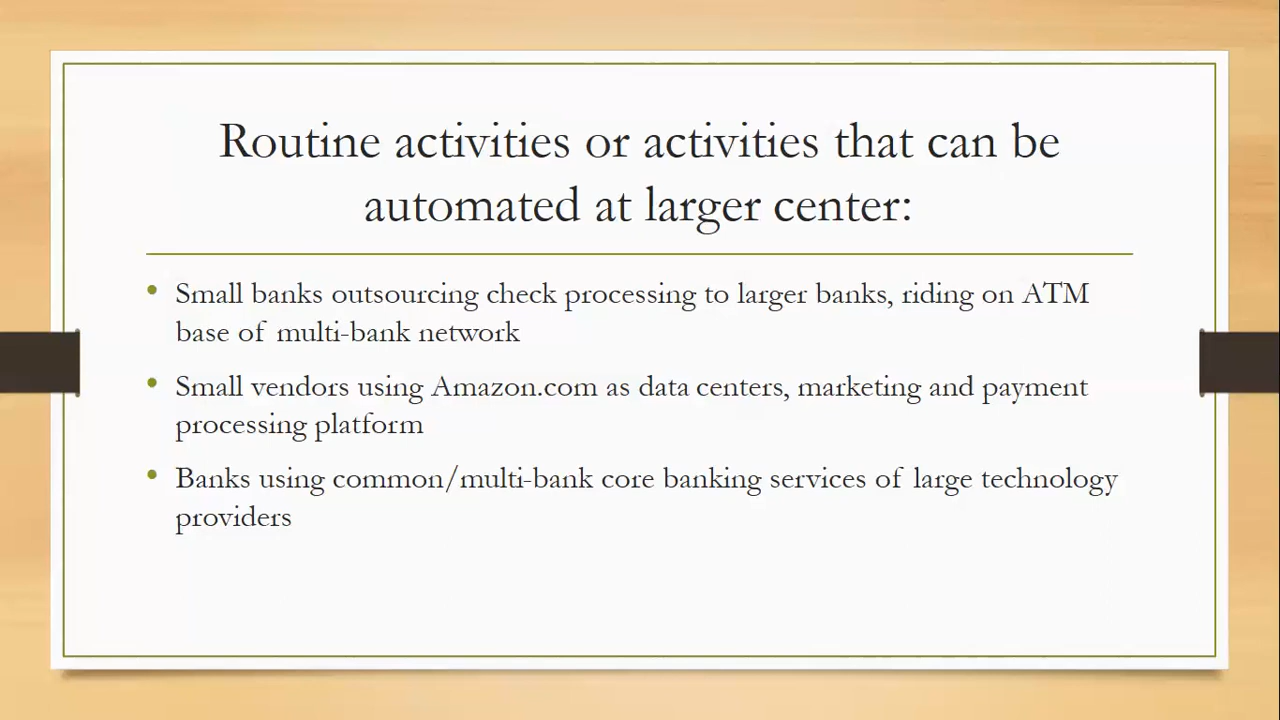 Routine activities or activities that can be
automated at larger center:
• Small banks outsourcing check processing to larger banks, riding on ATM
base of multi-bank network
• Small vendors using Amazon.com as data centers, marketing and payment
processing platform
• Banks using common/multi-bank core banking services of large technology
providers